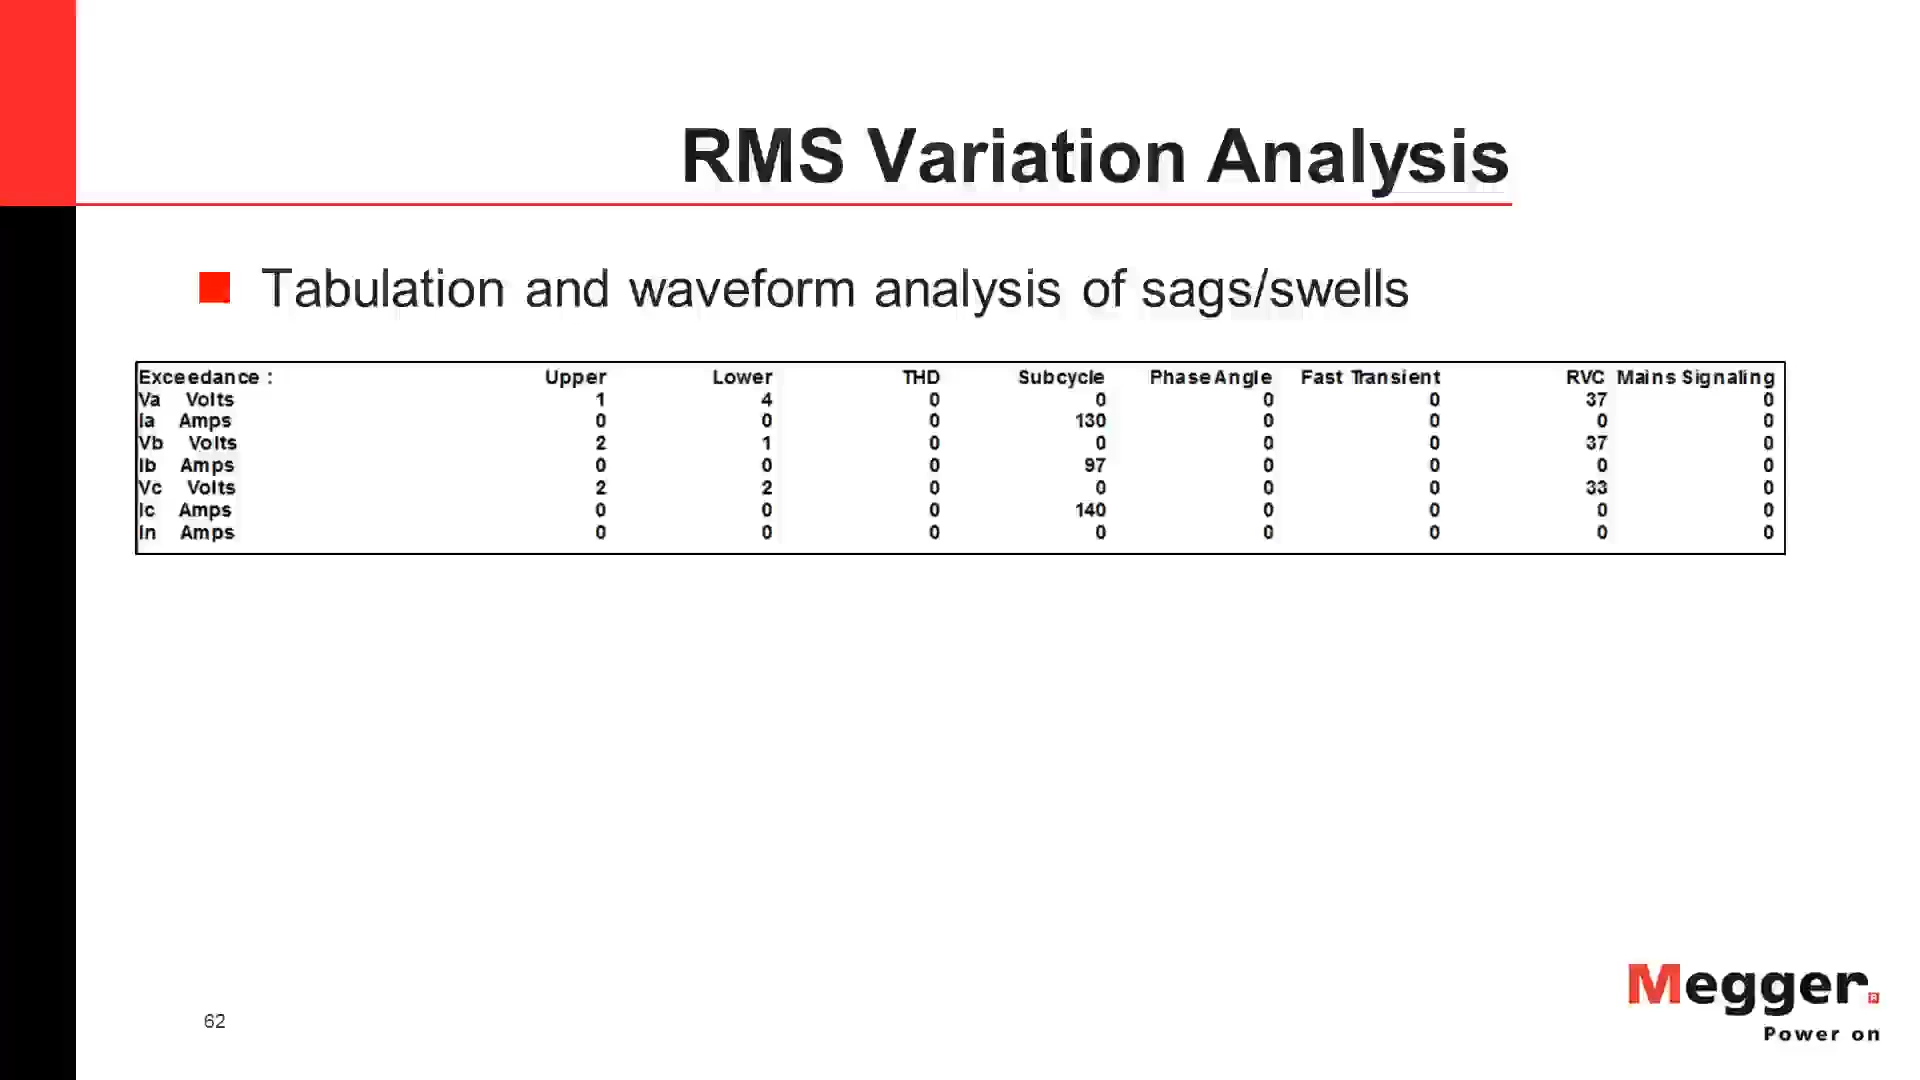 RMS Variation Analysis
Tabulation and waveform analysis of sags/swells
Exceedance : Upper Lower THD Subcycle Phase Angle Fast Transient RVC Mains Signaling
Va Volts 1 4 0 0 0 0 37 0
Ia Amps 0 0 0 130 0 0 0 0
Vb Volts 2 1 0 0 0 0 37 0
Ib Amps 0 0 0 97 0 0 0 0
Vc Volts 2 2 0 0 0 0 33 0
Ic Amps 0 0 0 140 0 0 0 0
In Amps 0 0 0 0 0 0 0 0
Megger.®
Power on
62